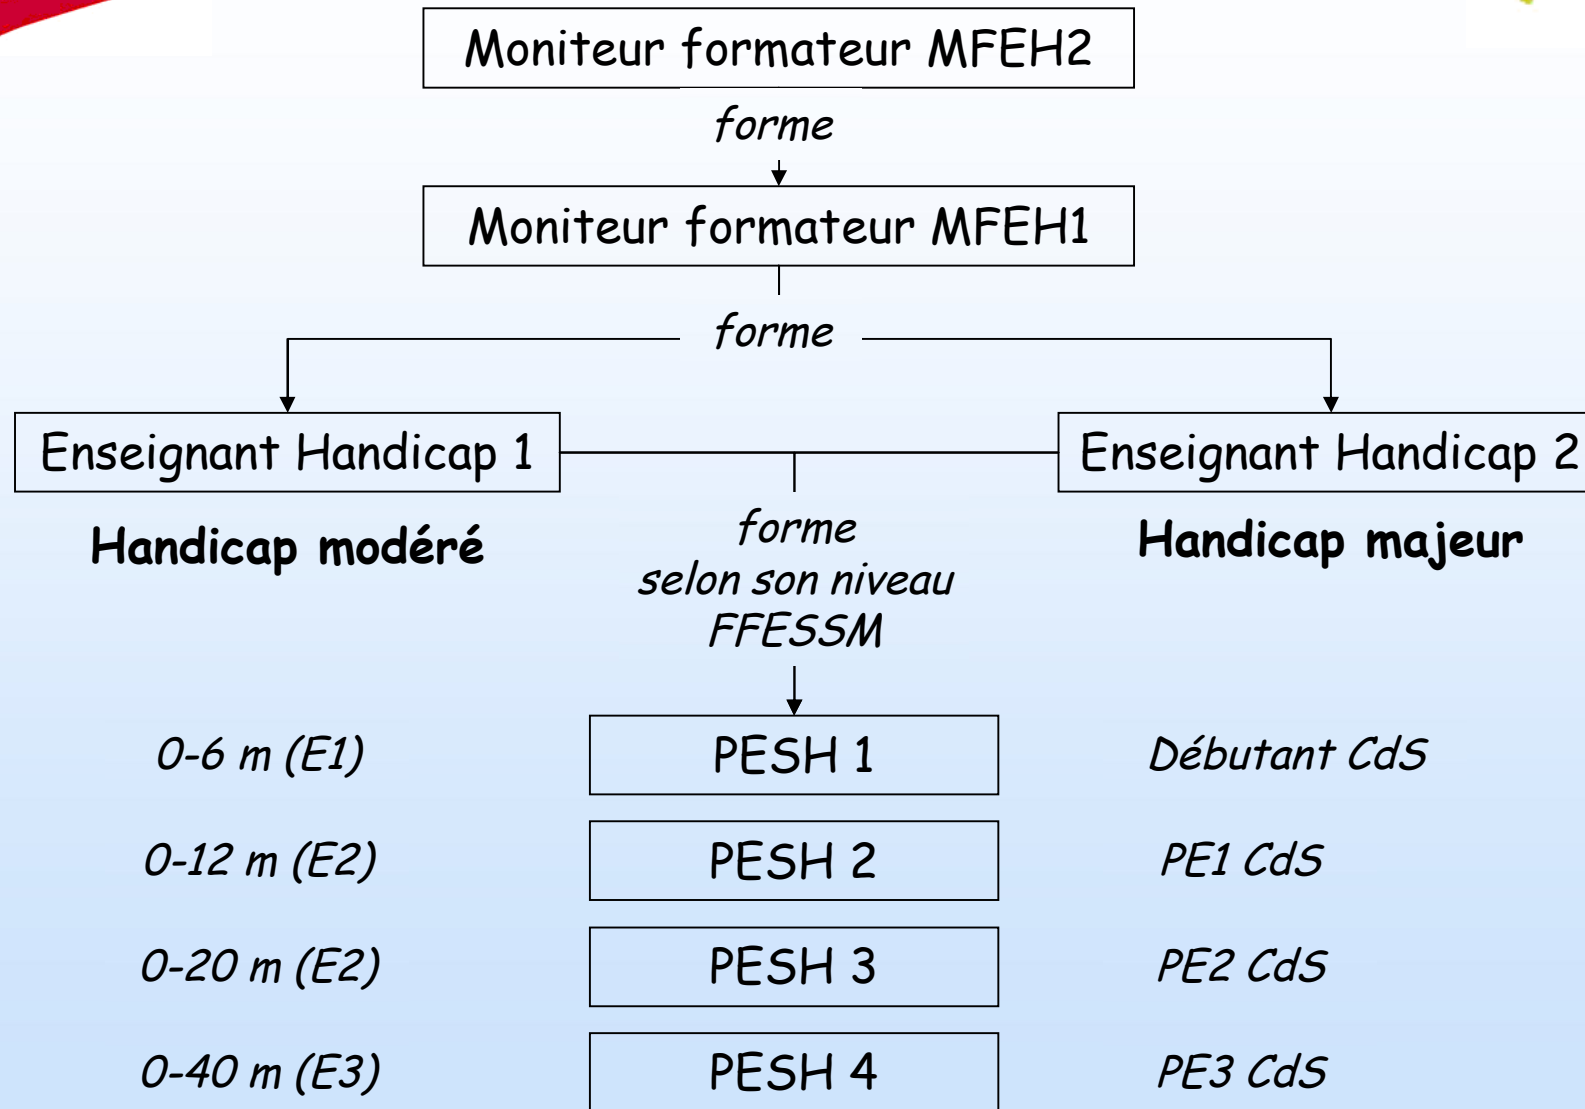 Moniteur formateur MFEH2
forme
Moniteur formateur MFEH1
forme
Enseignant Handicap 1
Enseignant Handicap 2
Handicap modéré
Handicap majeur
forme
selon son niveau
FFESSM
0-6 m (E1)
PESH 1
Débutant CdS
0-12 m (E2)
PESH 2
PE1 CdS
0-20 m (E2)
PESH 3
PE2 CdS
0-40 m (E3)
PESH 4
PE3 CdS